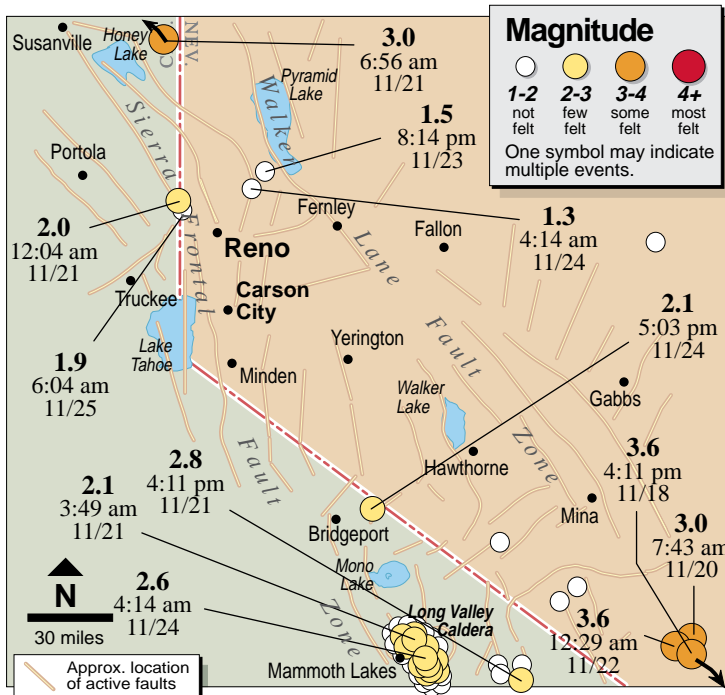 Susanville
Honey
Lake
C
NEV.
3.0
6:56 am
11/21
Magnitude
1-2
not
felt
2-3
few
felt
3-4
some
felt
4+
most
felt
One symbol may indicate
multiple events.
Pyramid
Lake
Walker
Lane
Fault
Zone
Sierra
Frontal
Fault
Zone
1.5
8:14 pm
11/23
Portola
2.0
12:04 am
11/21
Reno
Fernley
Fallon
1.3
4:14 am
11/24
Truckee
Carson
City
2.1
5:03 pm
11/24
Lake
Tahoe
1.9
6:04 am
11/25
Minden
Yerington
Walker
Lake
Gabbs
Hawthorne
3.6
4:11 pm
11/18
2.8
4:11 pm
11/21
2.1
3:49 am
11/21
Bridgeport
Mina
3.0
7:43 am
11/20
Mono
Lake
N
30 miles
2.6
4:14 am
11/24
Long Valley
Caldera
3.6
12:29 am
11/22
Mammoth Lakes
Approx. location
of active faults